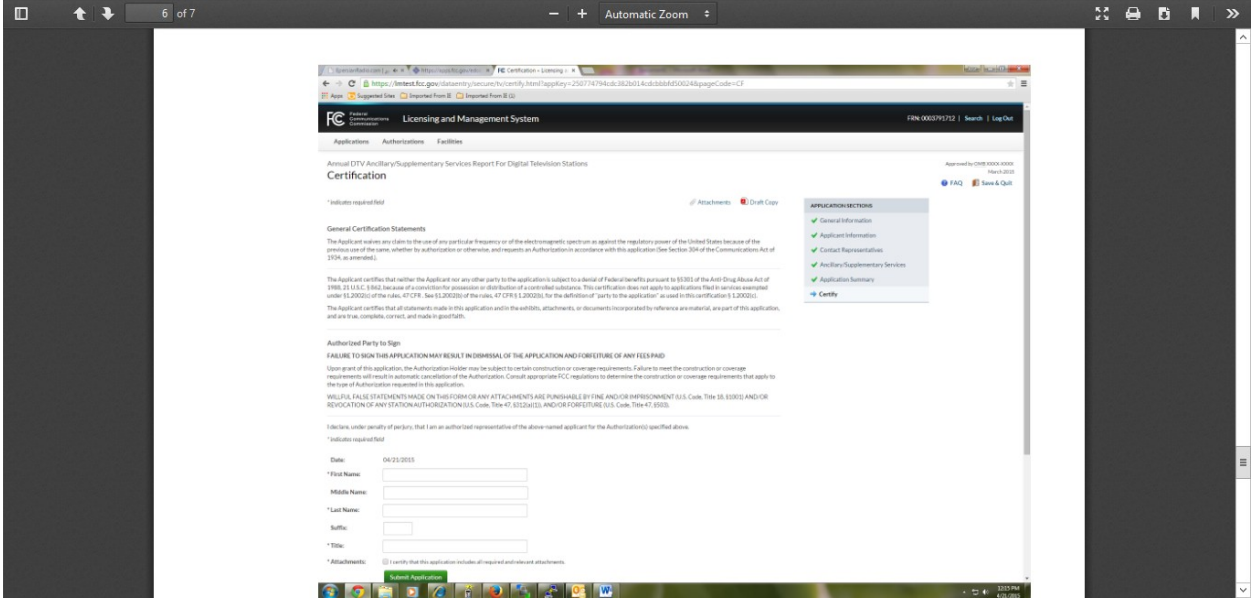 6 of 7
Automatic Zoom
FC Certification « Licensing :
https://lmtest.fcc.gov/dataentry/secure/tv/certify.html?appKey=250774794cdc382b014cdcbbbfd50024&pageCode=CF
Apps Suggested Sites Imported From IE Imported From IE (1)
FCC Federal Communications Commission Licensing and Management System FRN: 0003791712 | Search | Log Out
Applications Authorizations Facilities
Annual DTV Ancillary/Supplementary Services Report For Digital Television Stations
Certification
Approved by OMB XXXX-XXXX
FAQ Save & Quit
* Indicates required field
Attachments Draft Copy
APPLICATION SECTIONS
General Information
Applicant Information
Contact Representatives
Ancillary/Supplementary Services
Application Summary
Certify
General Certification Statements
The Applicant waives any claim to the use of any particular frequency or of the electromagnetic spectrum as against the regulatory power of the United States because of the
previous use of the same, whether by authorization or otherwise, and requests an Authorization in accordance with this application (See Section 304 of the Communications Act of
1934, as amended.).
The Applicant certifies that neither the Applicant nor any other party to the application is subject to a denial of Federal benefits pursuant to §5301 of the Anti-Drug Abuse Act of
1988, 21 U.S.C. §862, because of a conviction for possession or distribution of a controlled substance. This certification does not apply to applications filed in services exempted
under §1.2002(c) of the rules, 47 CFR . See §1.2002(b) of the rules, 47 CFR § 1.2002(b), for the definition of "party to the application" as used in this certification § 1.2002(c).
The Applicant certifies that all statements made in this application and in the exhibits, attachments, or documents incorporated by reference are material, are part of this application,
and are true, complete, correct, and made in good faith.
Authorized Party to Sign
FAILURE TO SIGN THIS APPLICATION MAY RESULT IN DISMISSAL OF THE APPLICATION AND FORFEITURE OF ANY FEES PAID
Upon grant of this application, the Authorization Holder may be subject to certain construction or coverage requirements. Failure to meet the construction or coverage
requirements will result in automatic cancellation of the Authorization. Consult appropriate FCC regulations to determine the construction or coverage requirements that apply to
the type of Authorization requested in this application.
WILLFUL FALSE STATEMENTS MADE ON THIS FORM OR ANY ATTACHMENTS ARE PUNISHABLE BY FINE AND/OR IMPRISONMENT (U.S. Code, Title 18, §1001) AND/OR
REVOCATION OF ANY STATION AUTHORIZATION (U.S. Code, Title 47, §312(a)(1)), AND/OR FORFEITURE (U.S. Code, Title 47, §503).
I declare, under penalty of perjury, that I am an authorized representative of the above-named applicant for the Authorization(s) specified above.
* Indicates required field
Date: 04/21/2015
* First Name:
Middle Name:
* Last Name:
Suffix:
* Title:
* Attachments: I certify that this application includes all required and relevant attachments.
Submit Application
12:15 PM
4/21/2015